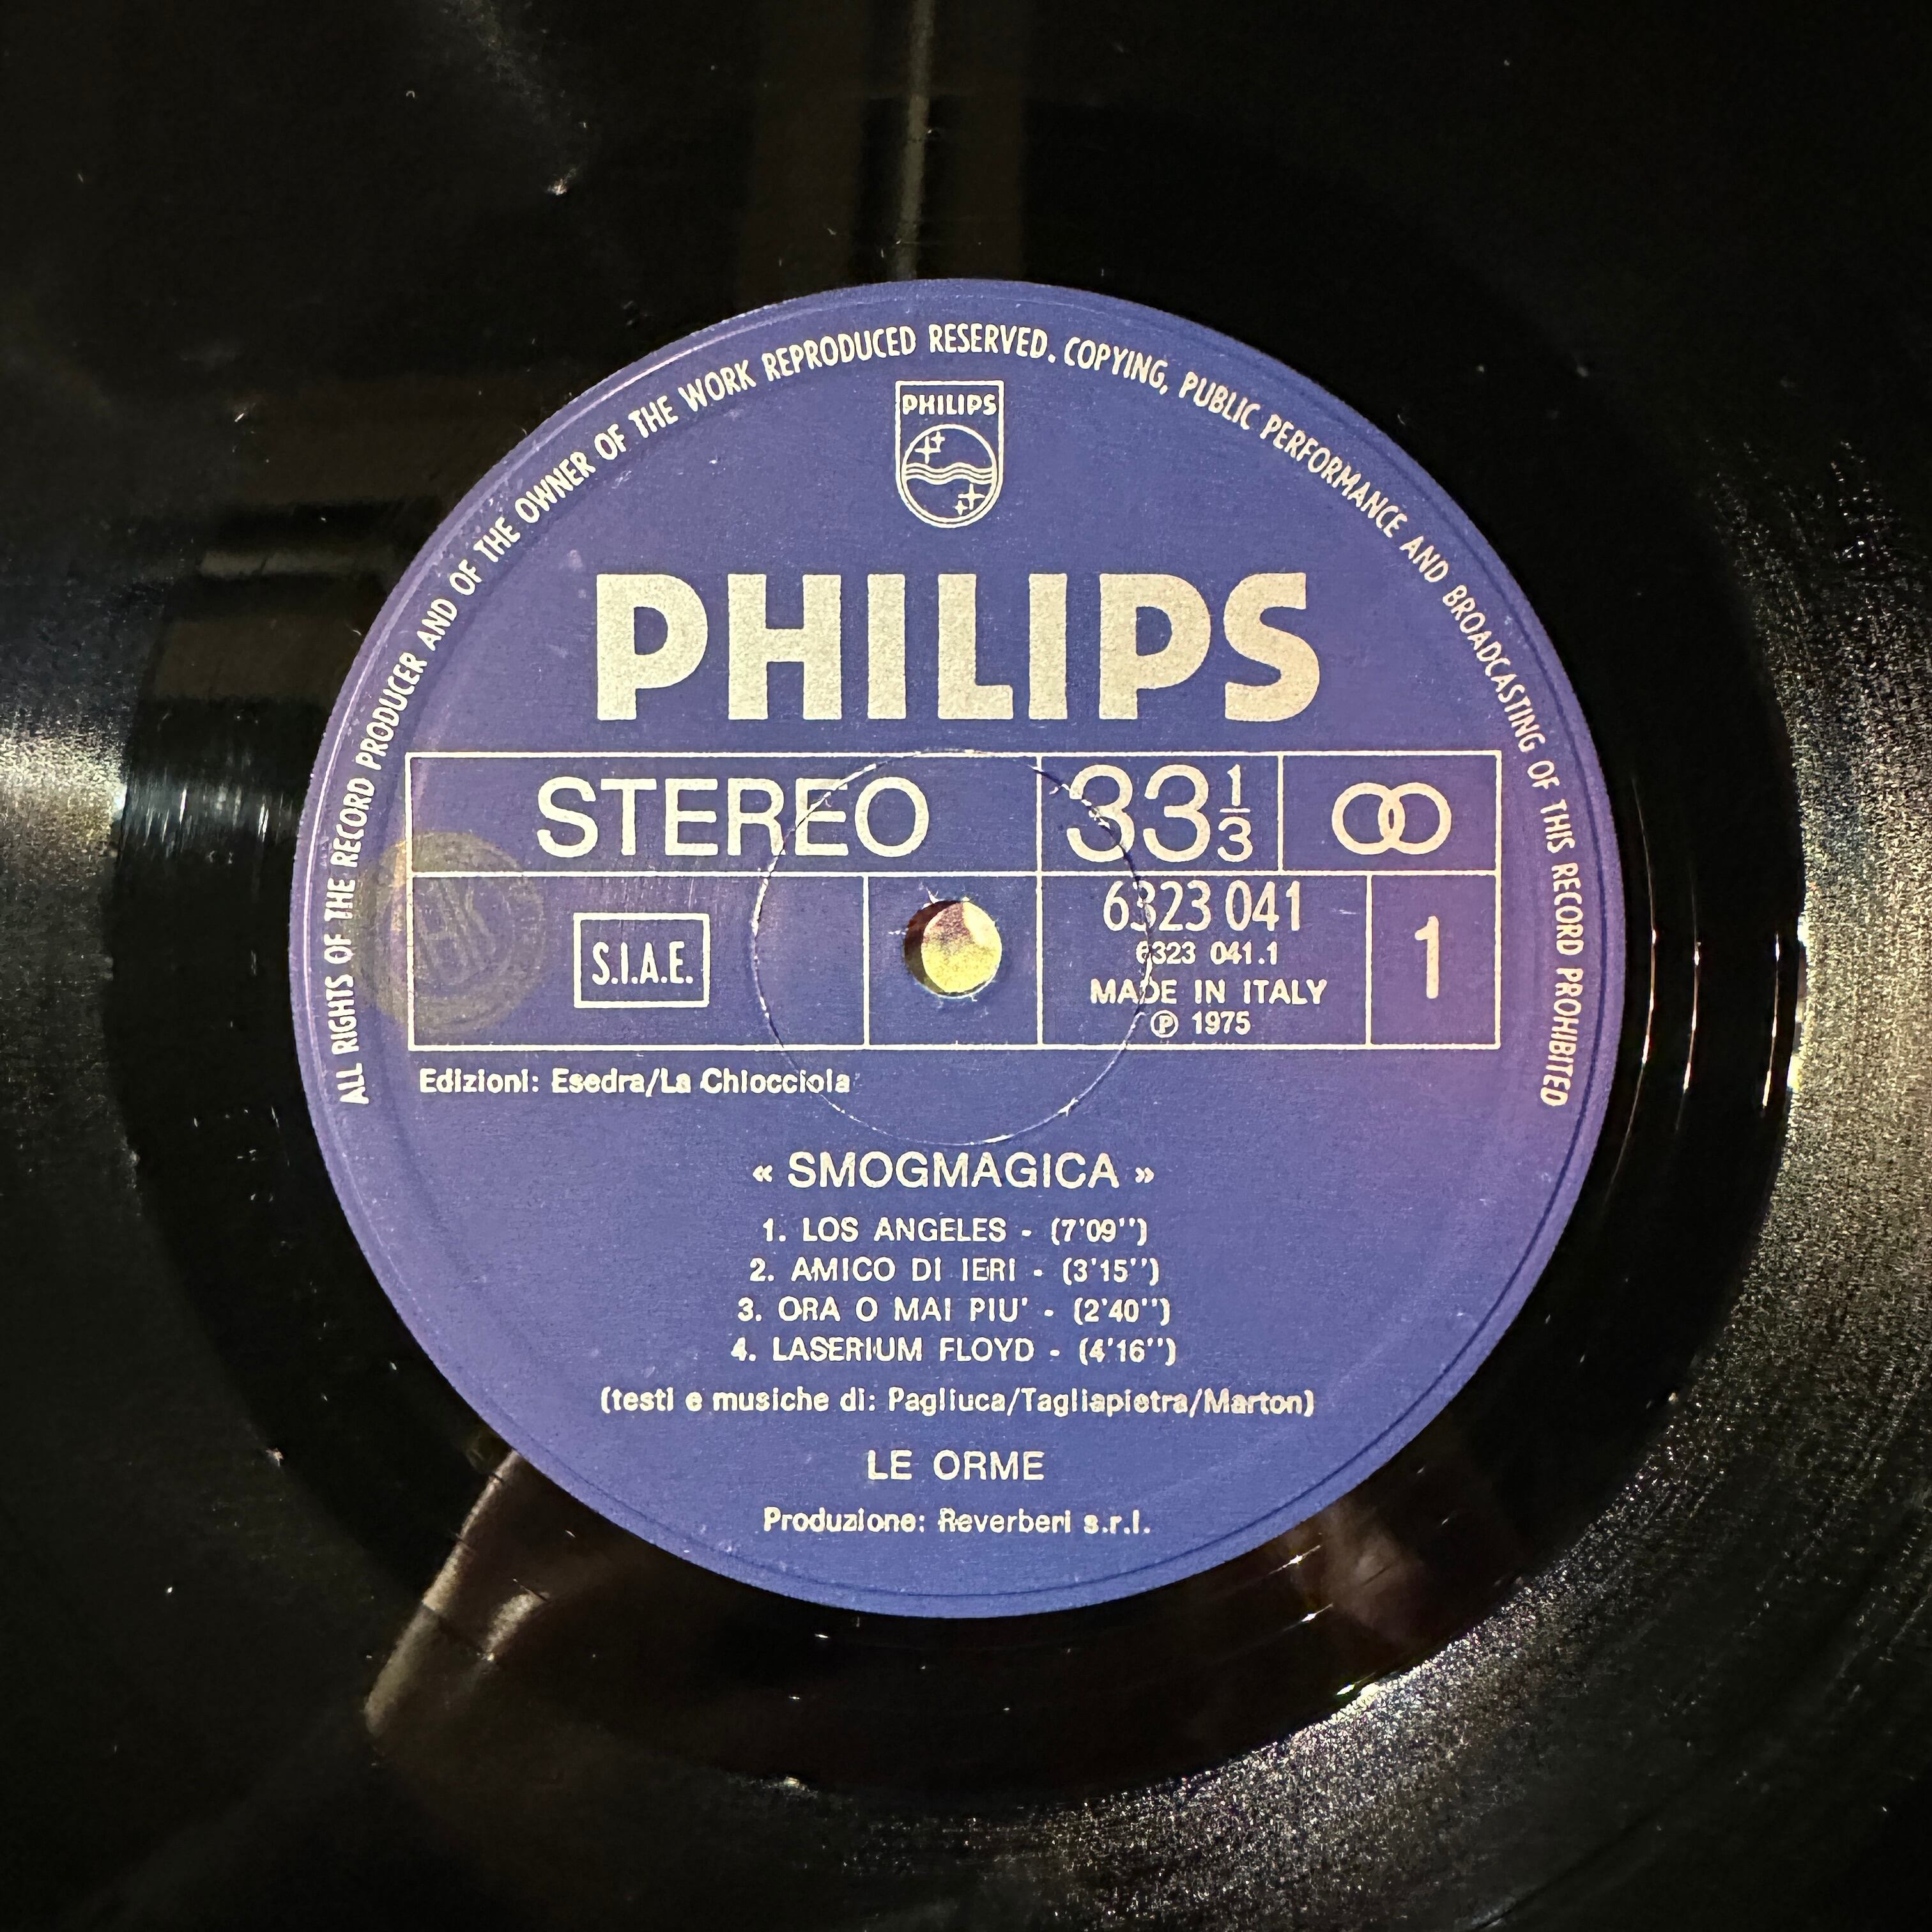 ALL RIGHTS OF THE RECORD PRODUCER AND OF THE OWNER OF THE WORK REPRODUCED RESERVED. COPYING, PUBLIC PERFORMANCE AND BROADCASTING OF THIS RECORD PROHIBITED
PHILIPS
PHILIPS
STEREO 33 1/3
S.I.A.E. 6323 041 1
6323 041.1
MADE IN ITALY
Ⓟ 1975
Edizioni: Esedra/La Chiocciola
« SMOGMAGICA »
1. LOS ANGELES - (7'09'')
2. AMICO DI IERI - (3'15'')
3. ORA O MAI PIU' - (2'40'')
4. LASERIUM FLOYD - (4'16'')
(testi e musiche di: Pagliuca/Tagliapietra/Marton)
LE ORME
Produzione: Reverberi s.r.l.